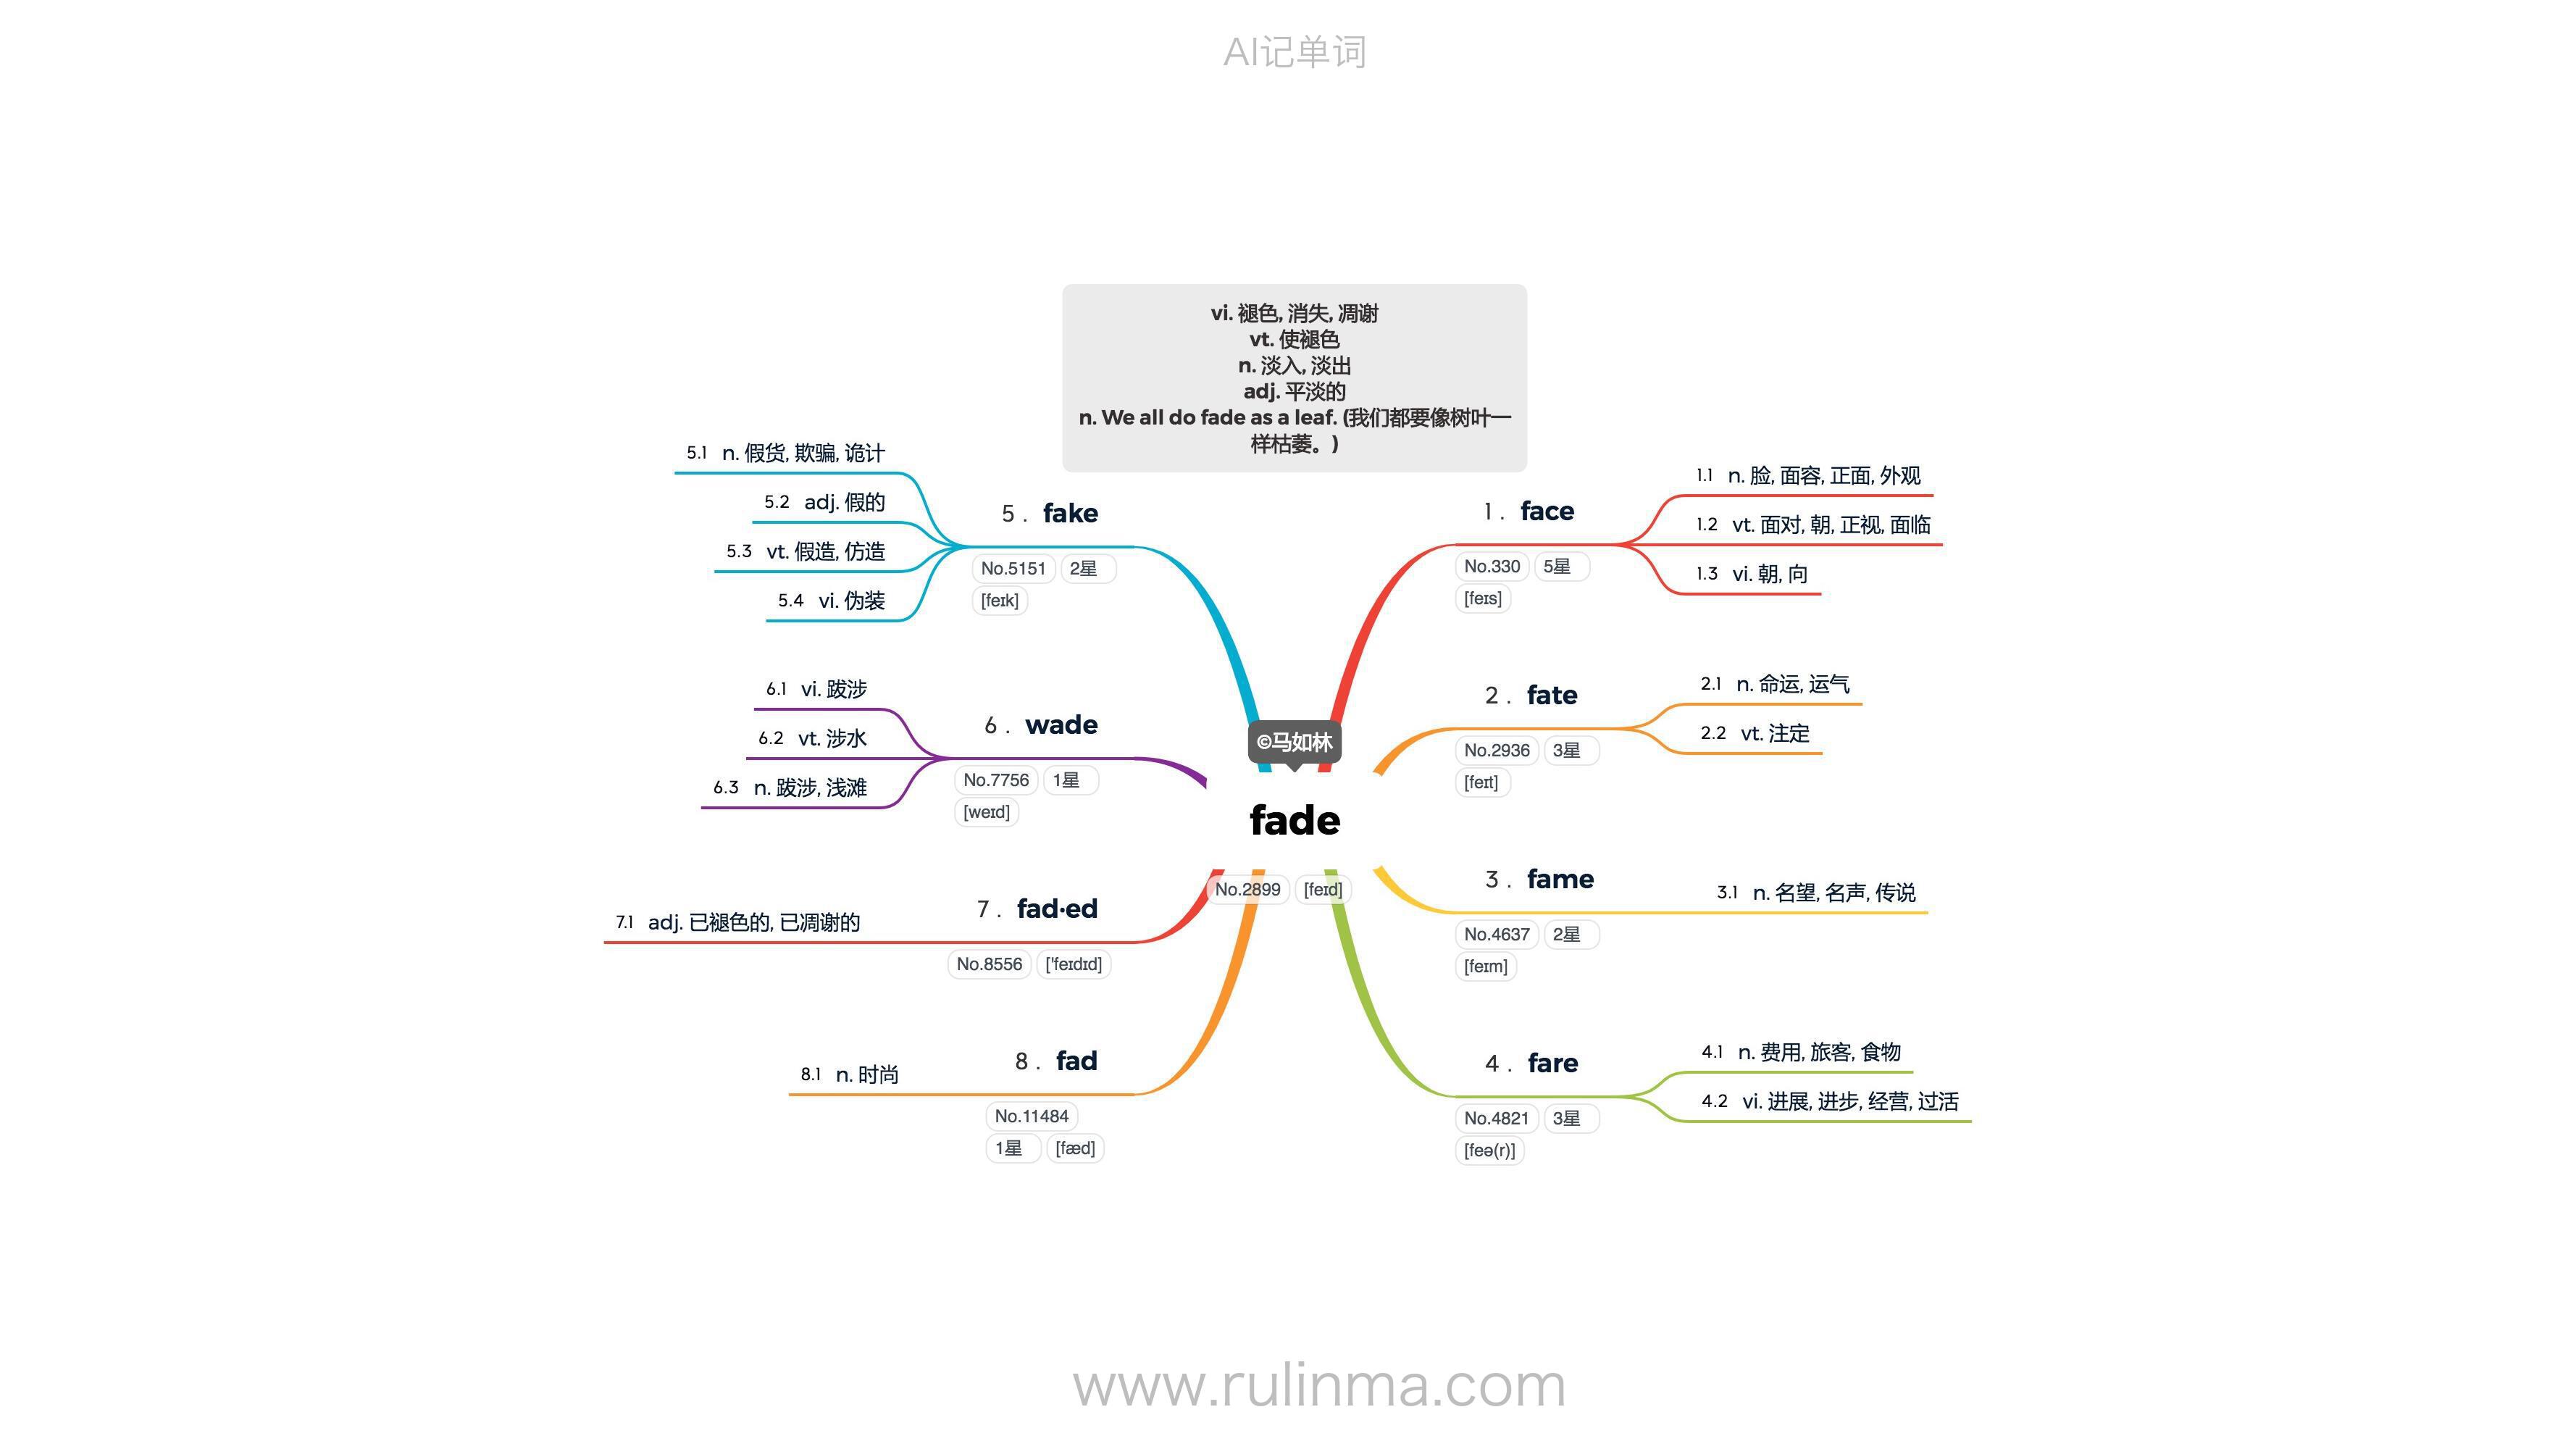 AI记单词
vi. 褪色, 消失, 凋谢
vt. 使褪色
n. 淡入, 淡出
adj. 平淡的
n. We all do fade as a leaf. (我们都要像树叶一
样枯萎。)
©马如林
fade
No.2899 [feɪd]
1 . face
No.330 5星
[feɪs]
1.1 n. 脸, 面容, 正面, 外观
1.2 vt. 面对, 朝, 正视, 面临
1.3 vi. 朝, 向
2 . fate
No.2936 3星
[feɪt]
2.1 n. 命运, 运气
2.2 vt. 注定
3 . fame
No.4637 2星
[feɪm]
3.1 n. 名望, 名声, 传说
4 . fare
No.4821 3星
[feə(r)]
4.1 n. 费用, 旅客, 食物
4.2 vi. 进展, 进步, 经营, 过活
5 . fake
No.5151 2星
[feɪk]
5.1 n. 假货, 欺骗, 诡计
5.2 adj. 假的
5.3 vt. 假造, 仿造
5.4 vi. 伪装
6 . wade
No.7756 1星
[weɪd]
6.1 vi. 跋涉
6.2 vt. 涉水
6.3 n. 跋涉, 浅滩
7 . fad·ed
No.8556 ['feɪdɪd]
7.1 adj. 已褪色的, 已凋谢的
8 . fad
No.11484
1星 [fæd]
8.1 n. 时尚
www.rulinma.com